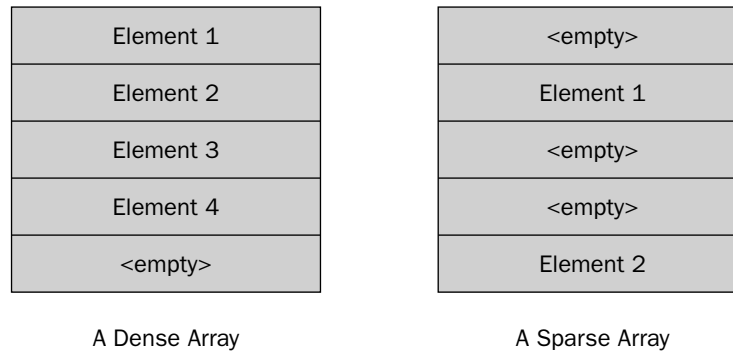 Element 1
Element 2
Element 3
Element 4
<empty>
A Dense Array
<empty>
Element 1
<empty>
<empty>
Element 2
A Sparse Array